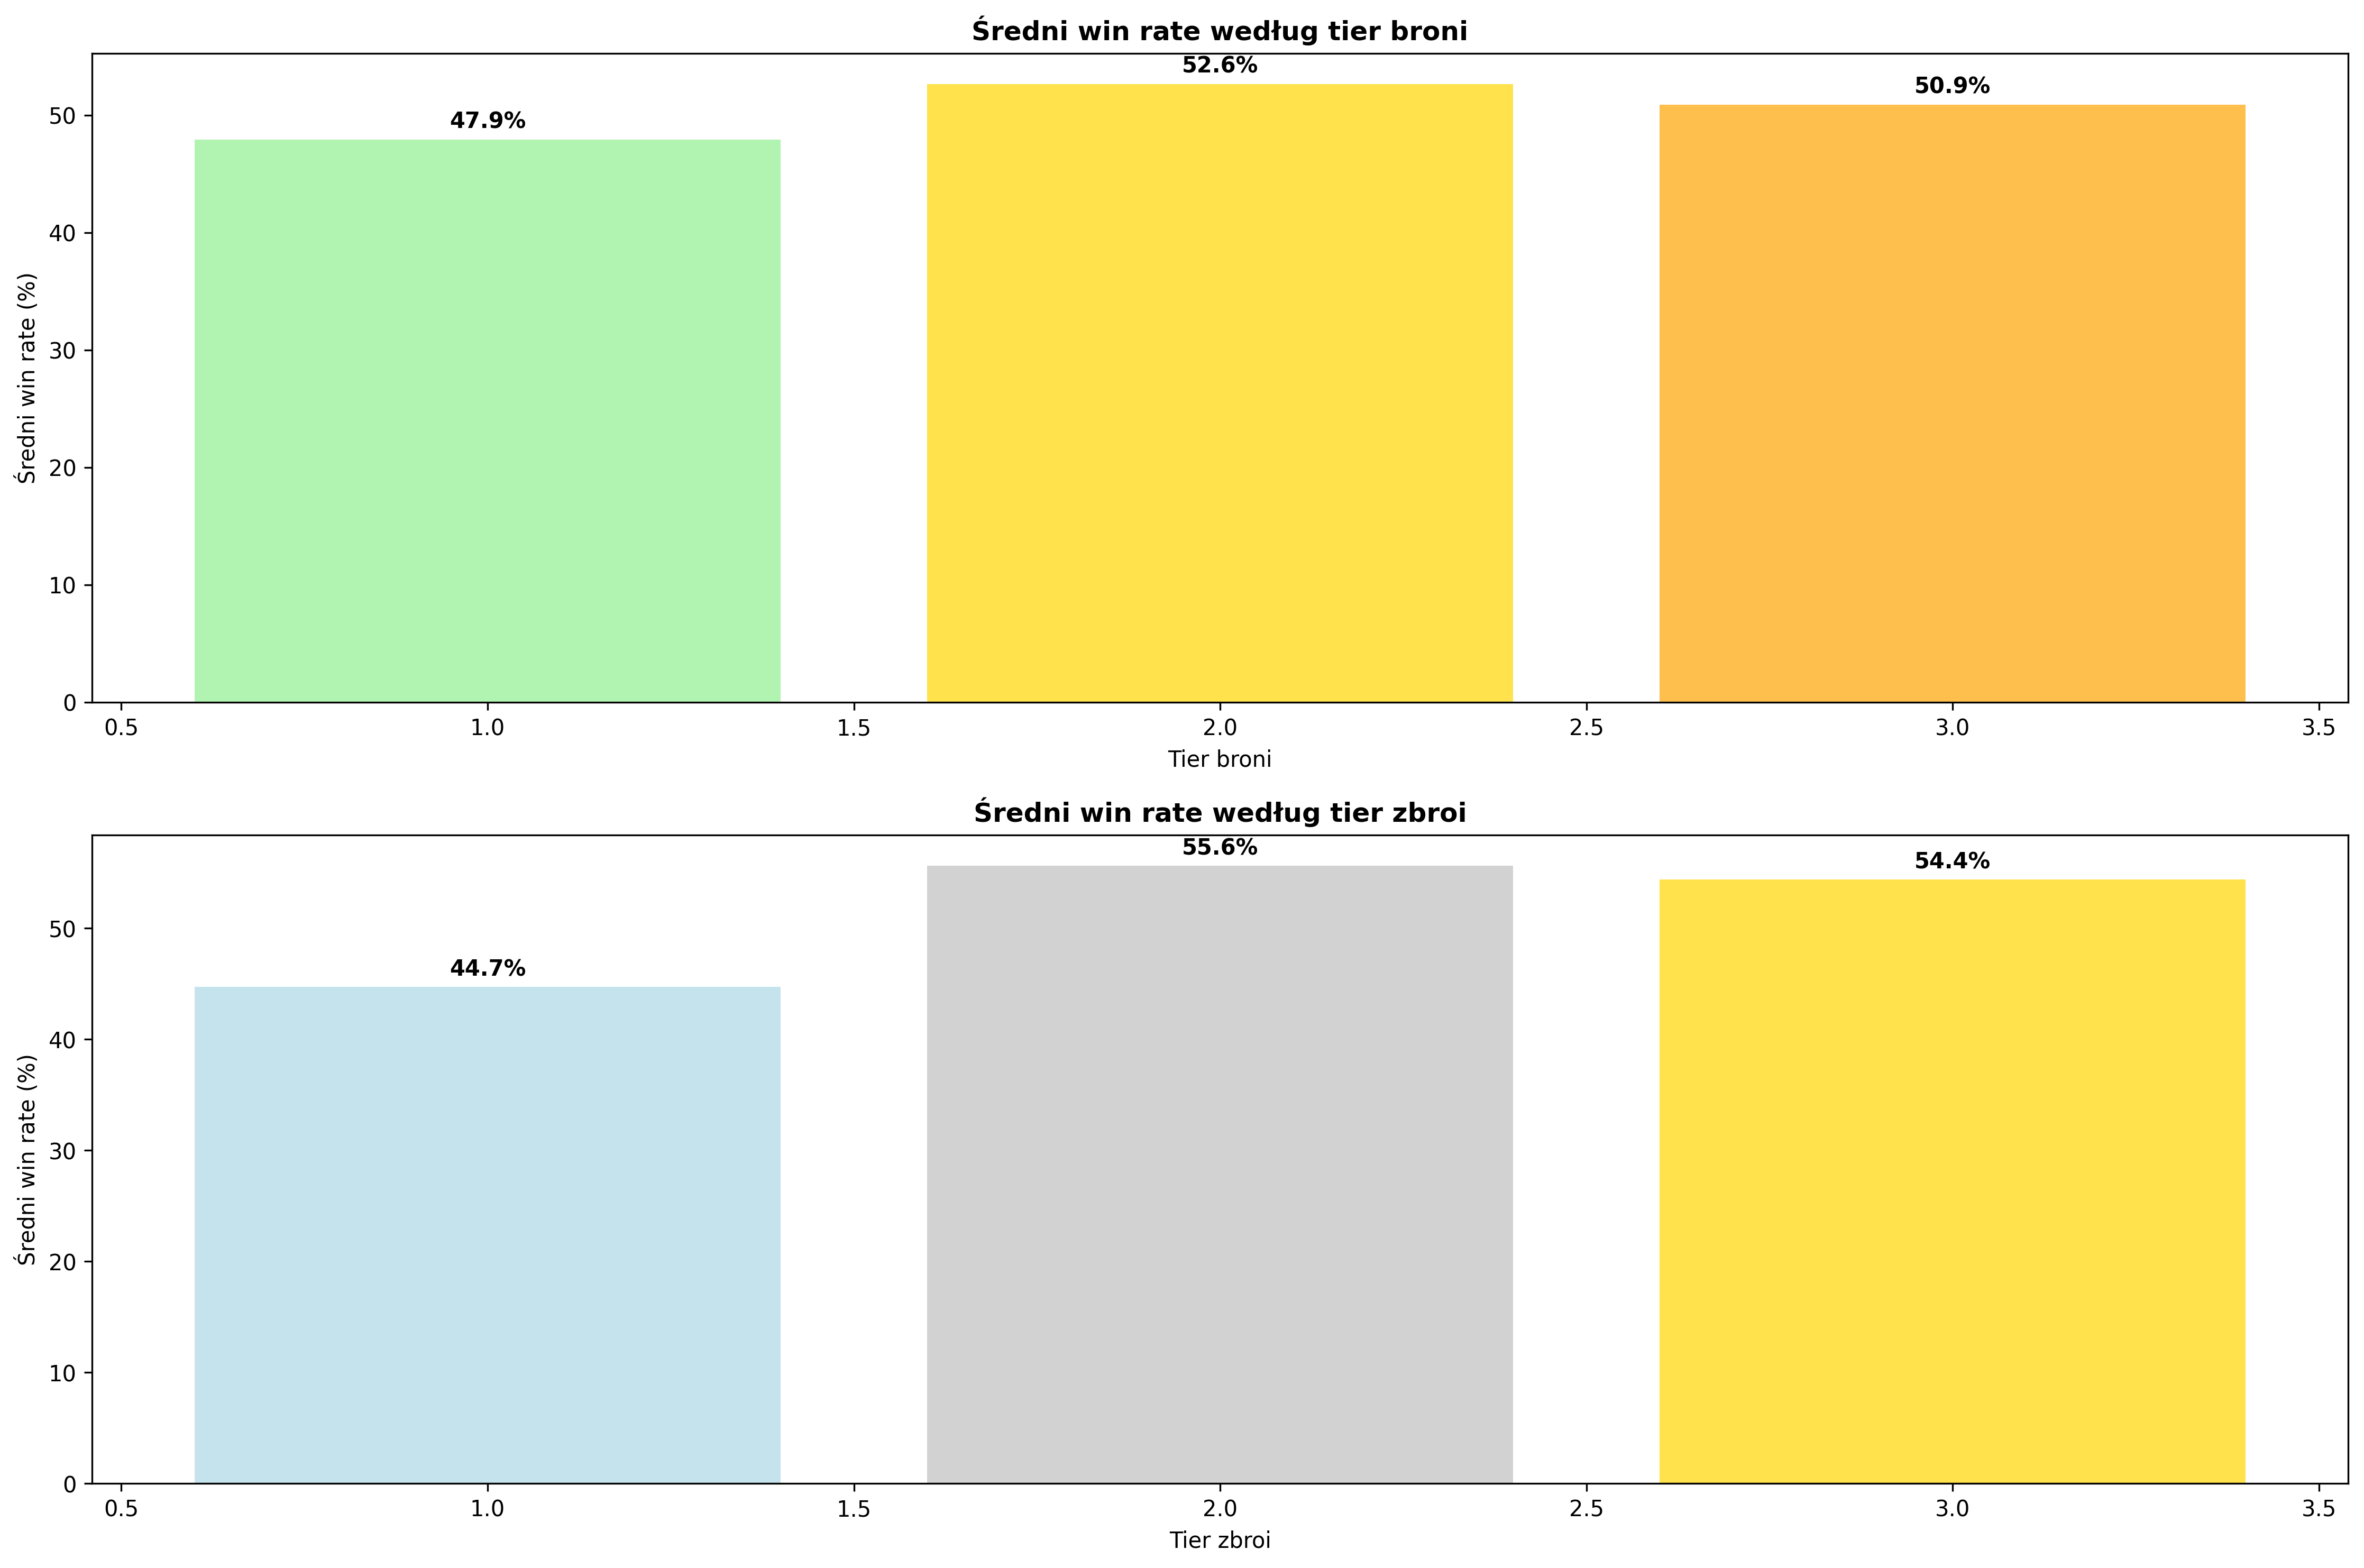 Średni win rate według tier broni
52.6%
50.9%
47.9%
50
40
30
20
10
0
Średni win rate (%)
0.5 1.0 1.5 2.0 2.5 3.0 3.5
Tier broni
Średni win rate według tier zbroi
55.6%
54.4%
44.7%
50
40
30
20
10
0
Średni win rate (%)
0.5 1.0 1.5 2.0 2.5 3.0 3.5
Tier zbroi